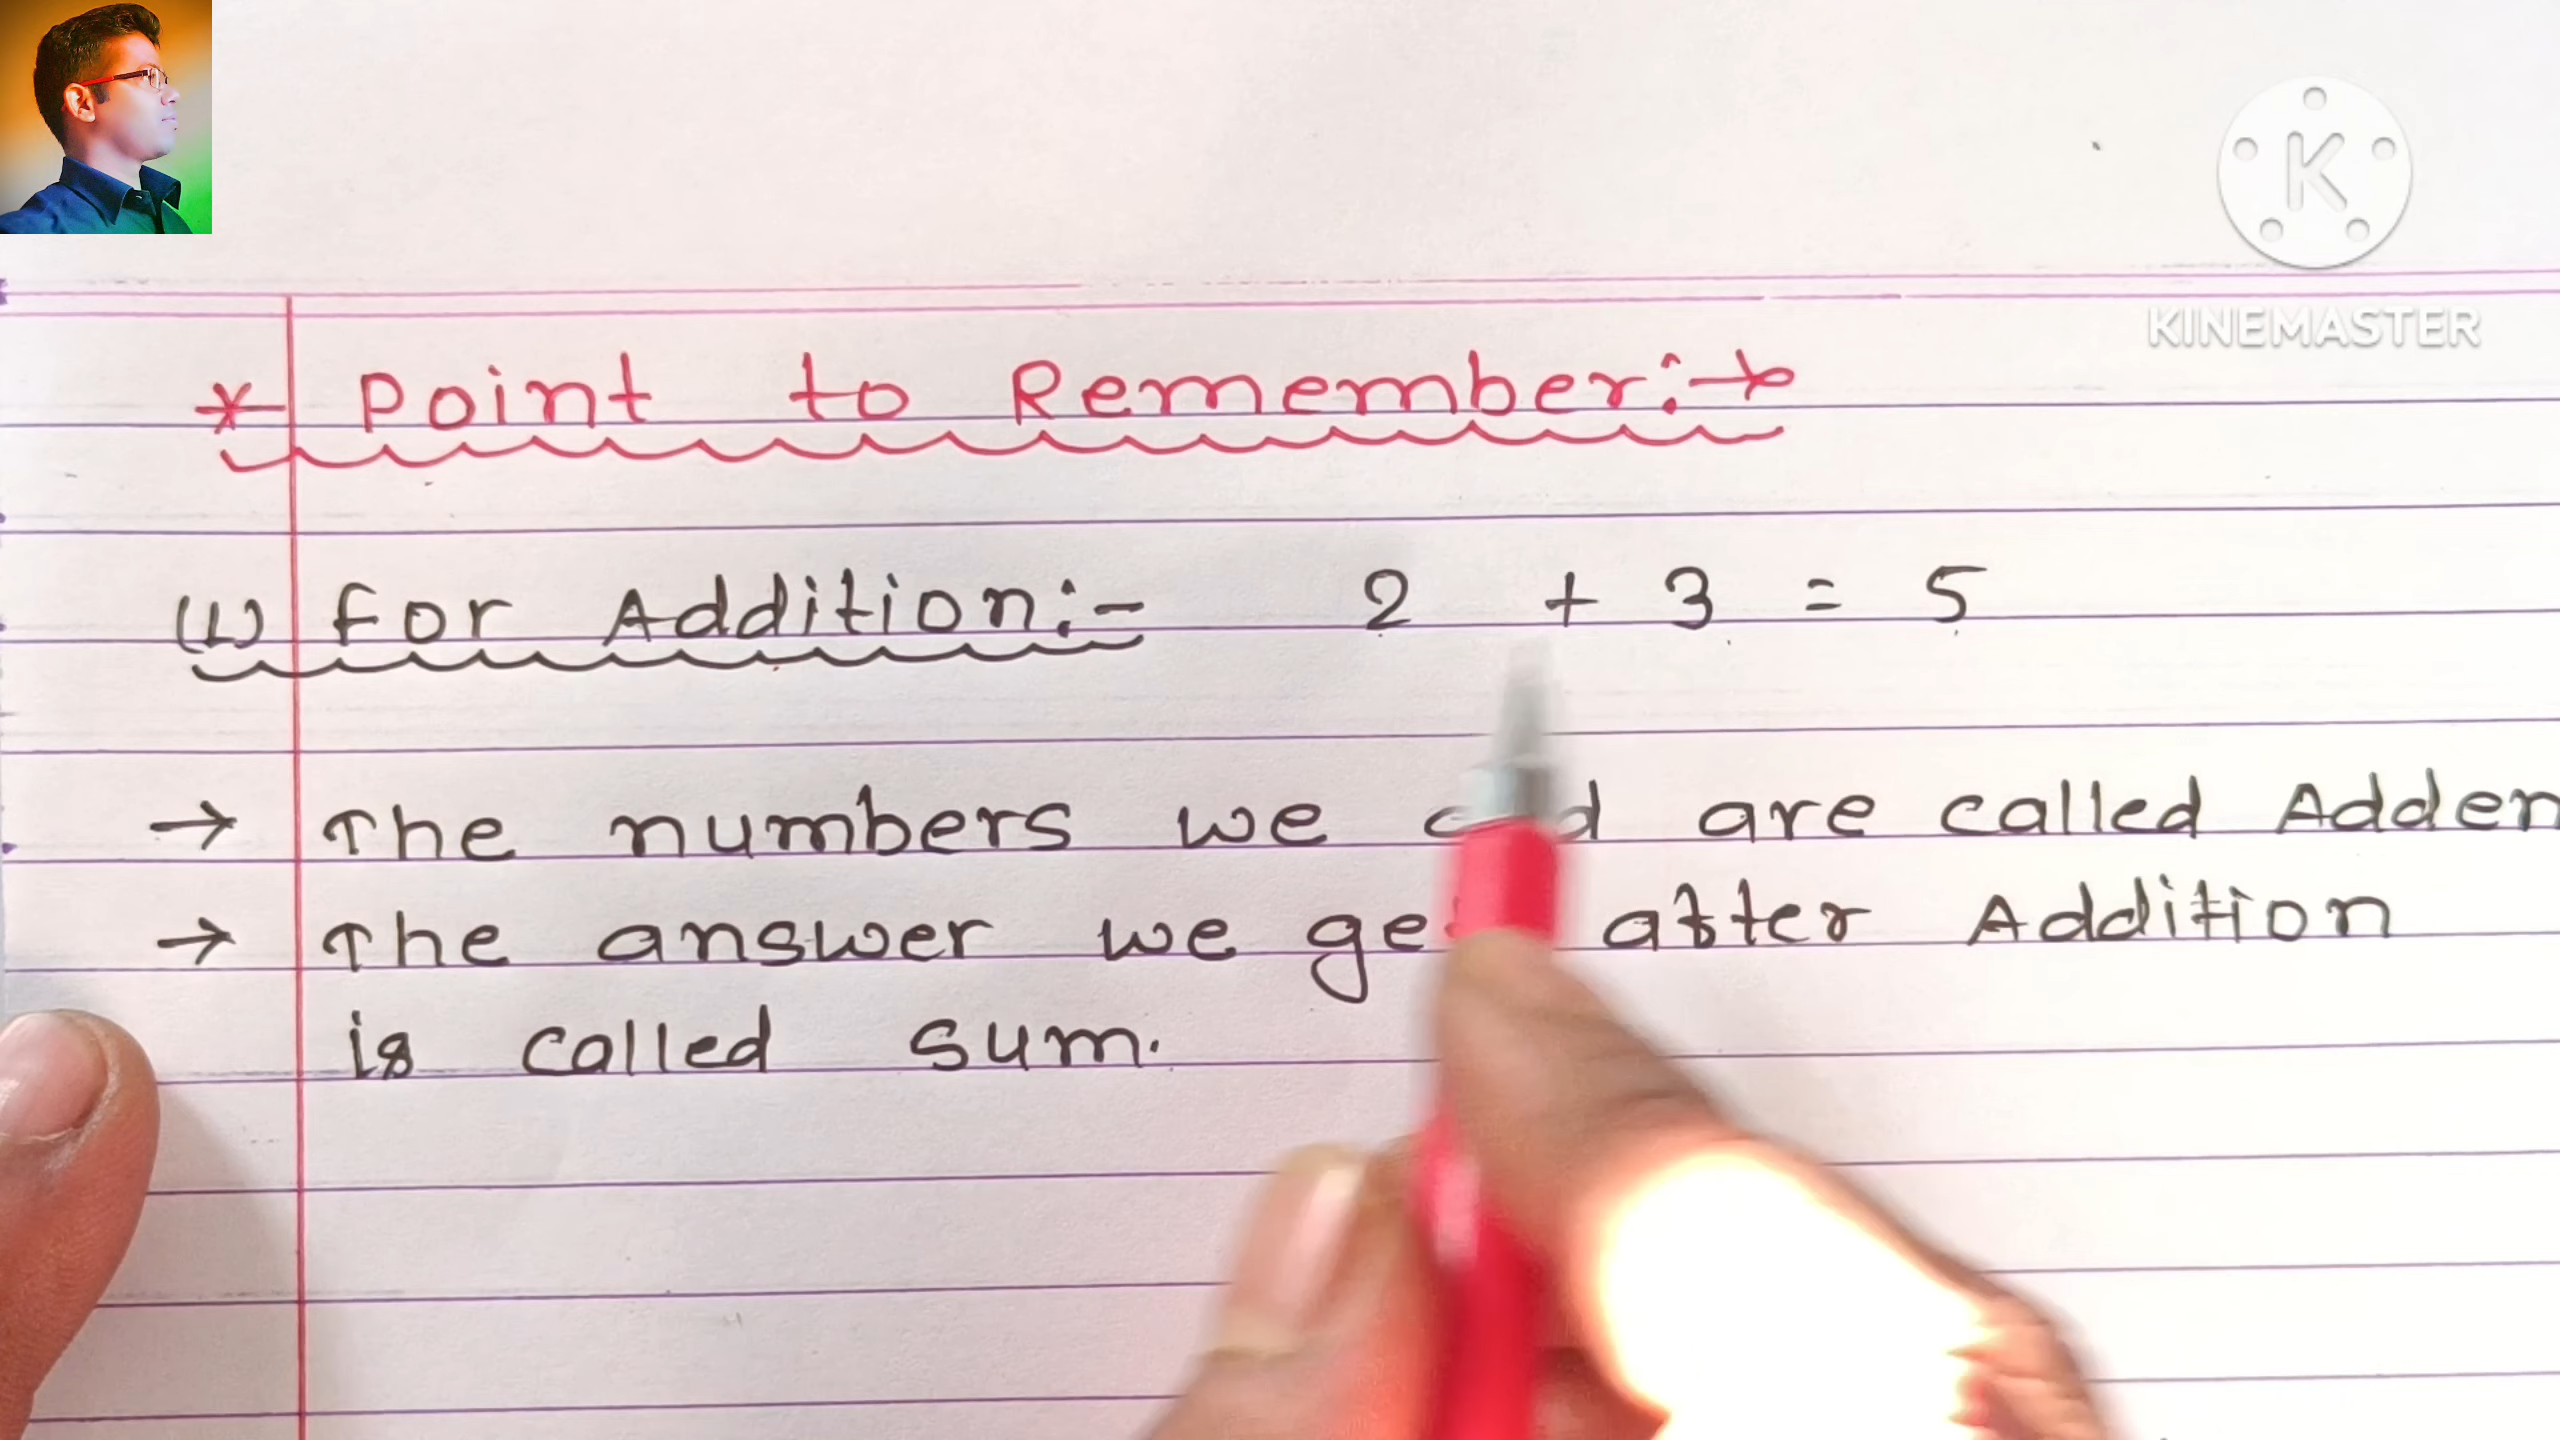 KINEMASTER
* Point to Remember:→
(1) For Addition:- 2 + 3 = 5
→ The numbers we are called Adden
→ The answer we after Addition
is called sum.